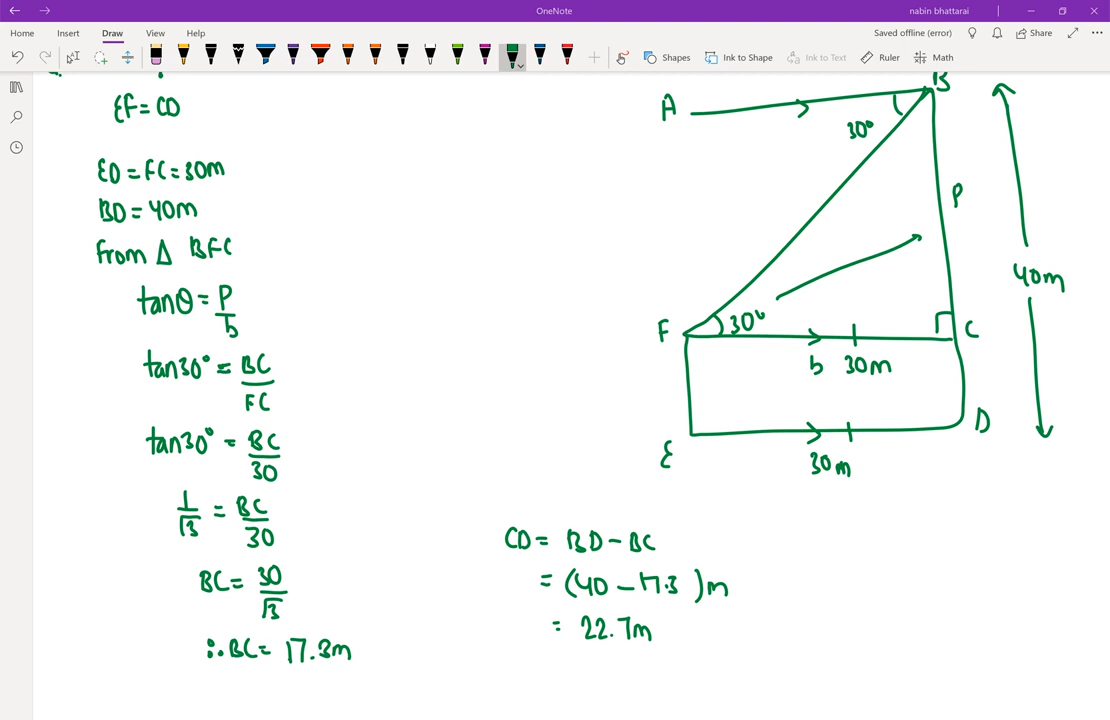 OneNote
nabin bhattarai
Home Insert Draw View Help
Saved offline (error)
Share
Shapes
Ink to Shape
Ink to Text
Ruler
Math
EF = CD
ED = FC = 30m
BD = 40m
from Δ BFC
tanθ = P/b
tan30° = BC/FC
tan30° = BC/30
1/√3 = BC/30
BC = 30/√3
∴ BC = 17.3m
A
B
30°
P
40m
F
30°
C
b 30m
E
D
30m
CD = BD - BC
= (40 - 17.3)m
= 22.7m